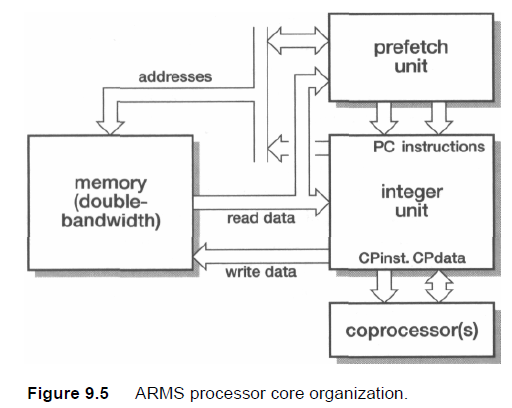 prefetch
unit
addresses
PC instructions
memory
(double-
bandwidth)
integer
unit
read data
write data
CPinst. CPdata
coprocessor(s)
Figure 9.5 ARMS processor core organization.